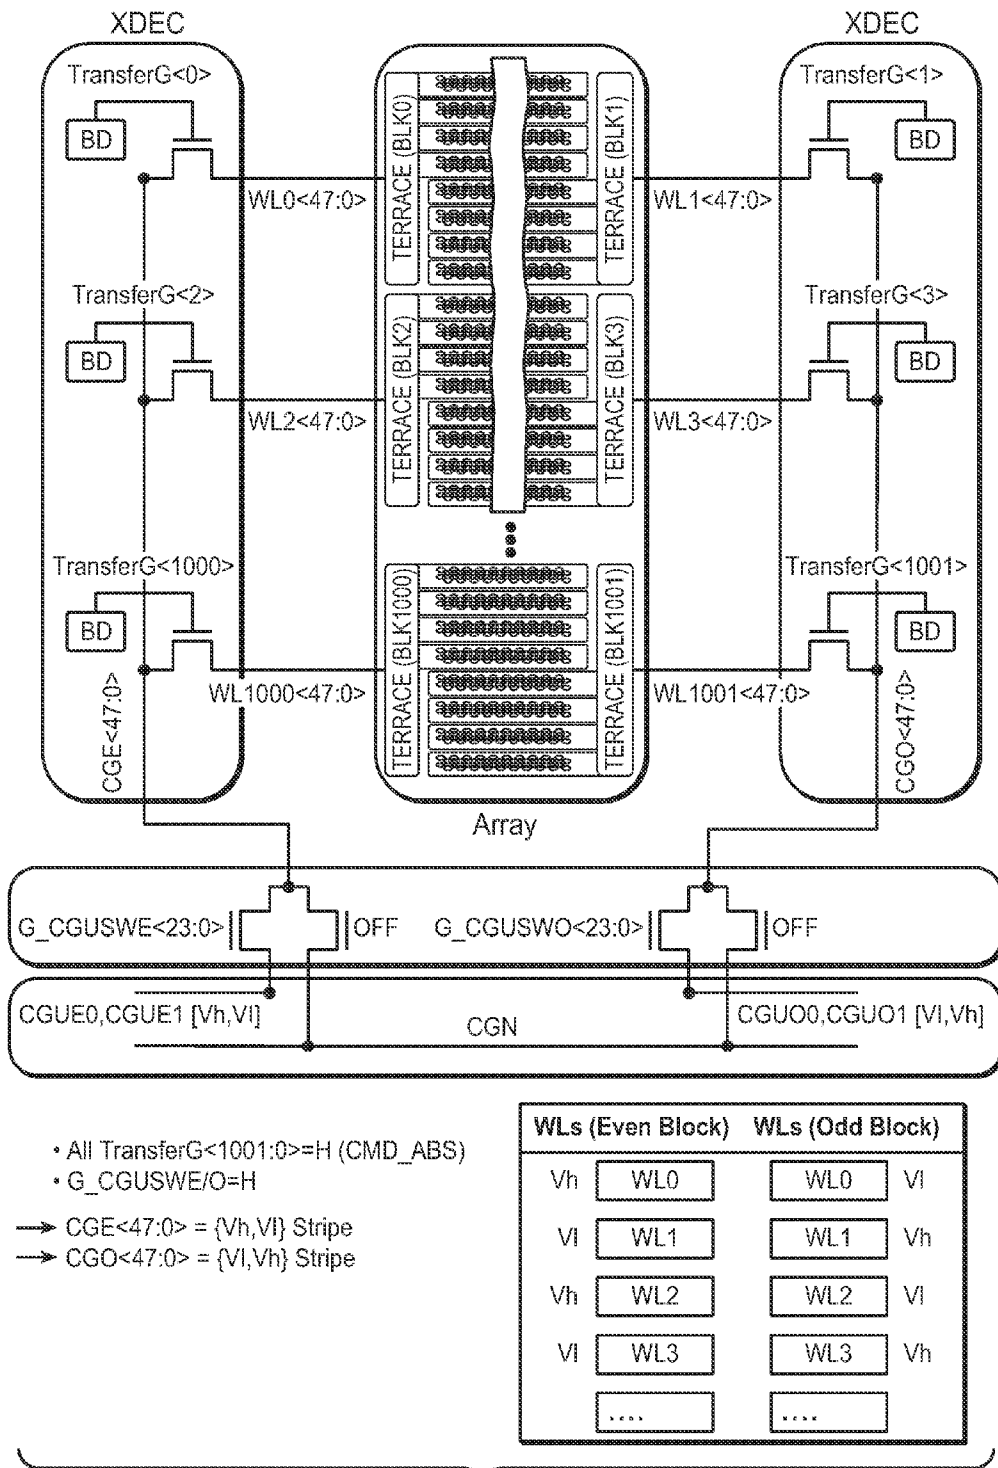 XDEC XDEC
TransferG<0> TransferG<1>
BD BD
TERRACE (BLK0) TERRACE (BLK1)
WL0<47:0> WL1<47:0>
TransferG<2> TransferG<3>
BD BD
TERRACE (BLK2) TERRACE (BLK3)
WL2<47:0> WL3<47:0>
TransferG<1000> TransferG<1001>
BD BD
TERRACE (BLK1000) TERRACE (BLK1001)
WL1000<47:0> WL1001<47:0>
CGE<47:0> CGO<47:0>
Array
G_CGUSWE<23:0> OFF G_CGUSWO<23:0> OFF
CGUE0,CGUE1 [Vh,Vl] CGUO0,CGUO1 [Vl,Vh]
CGN
• All TransferG<1001:0>=H (CMD_ABS)
• G_CGUSWE/O=H
→ CGE<47:0> = {Vh,Vl} Stripe
→ CGO<47:0> = {Vl,Vh} Stripe
WLs (Even Block) WLs (Odd Block)
Vh WL0 WL0 Vl
Vl WL1 WL1 Vh
Vh WL2 WL2 Vl
Vl WL3 WL3 Vh
.... ....